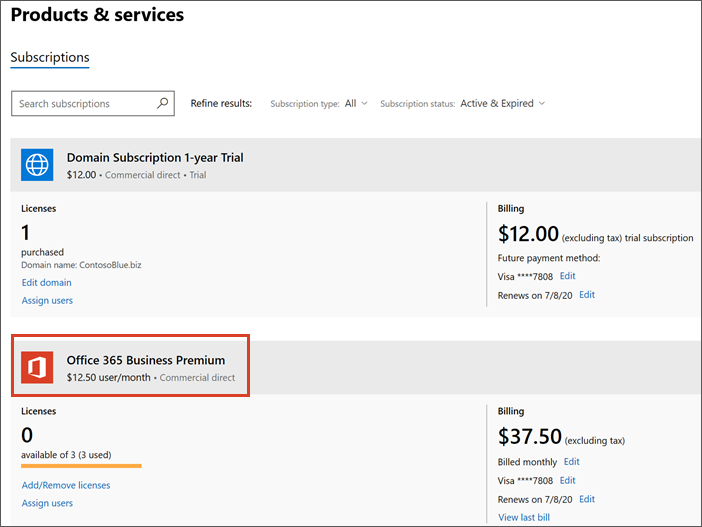 Products & services
Subscriptions
Search subscriptions
Refine results: Subscription type: All Subscription status: Active & Expired
Domain Subscription 1-year Trial
$12.00 • Commercial direct • Trial
Licenses
1
purchased
Domain name: ContosoBlue.biz
Edit domain
Assign users
Billing
$12.00 (excluding tax) trial subscription
Future payment method:
Visa ****7808 Edit
Renews on 7/8/20 Edit
Office 365 Business Premium
$12.50 user/month • Commercial direct
Licenses
0
available of 3 (3 used)
Add/Remove licenses
Assign users
Billing
$37.50 (excluding tax)
Billed monthly Edit
Visa ****7808 Edit
Renews on 7/8/20 Edit
View last bill